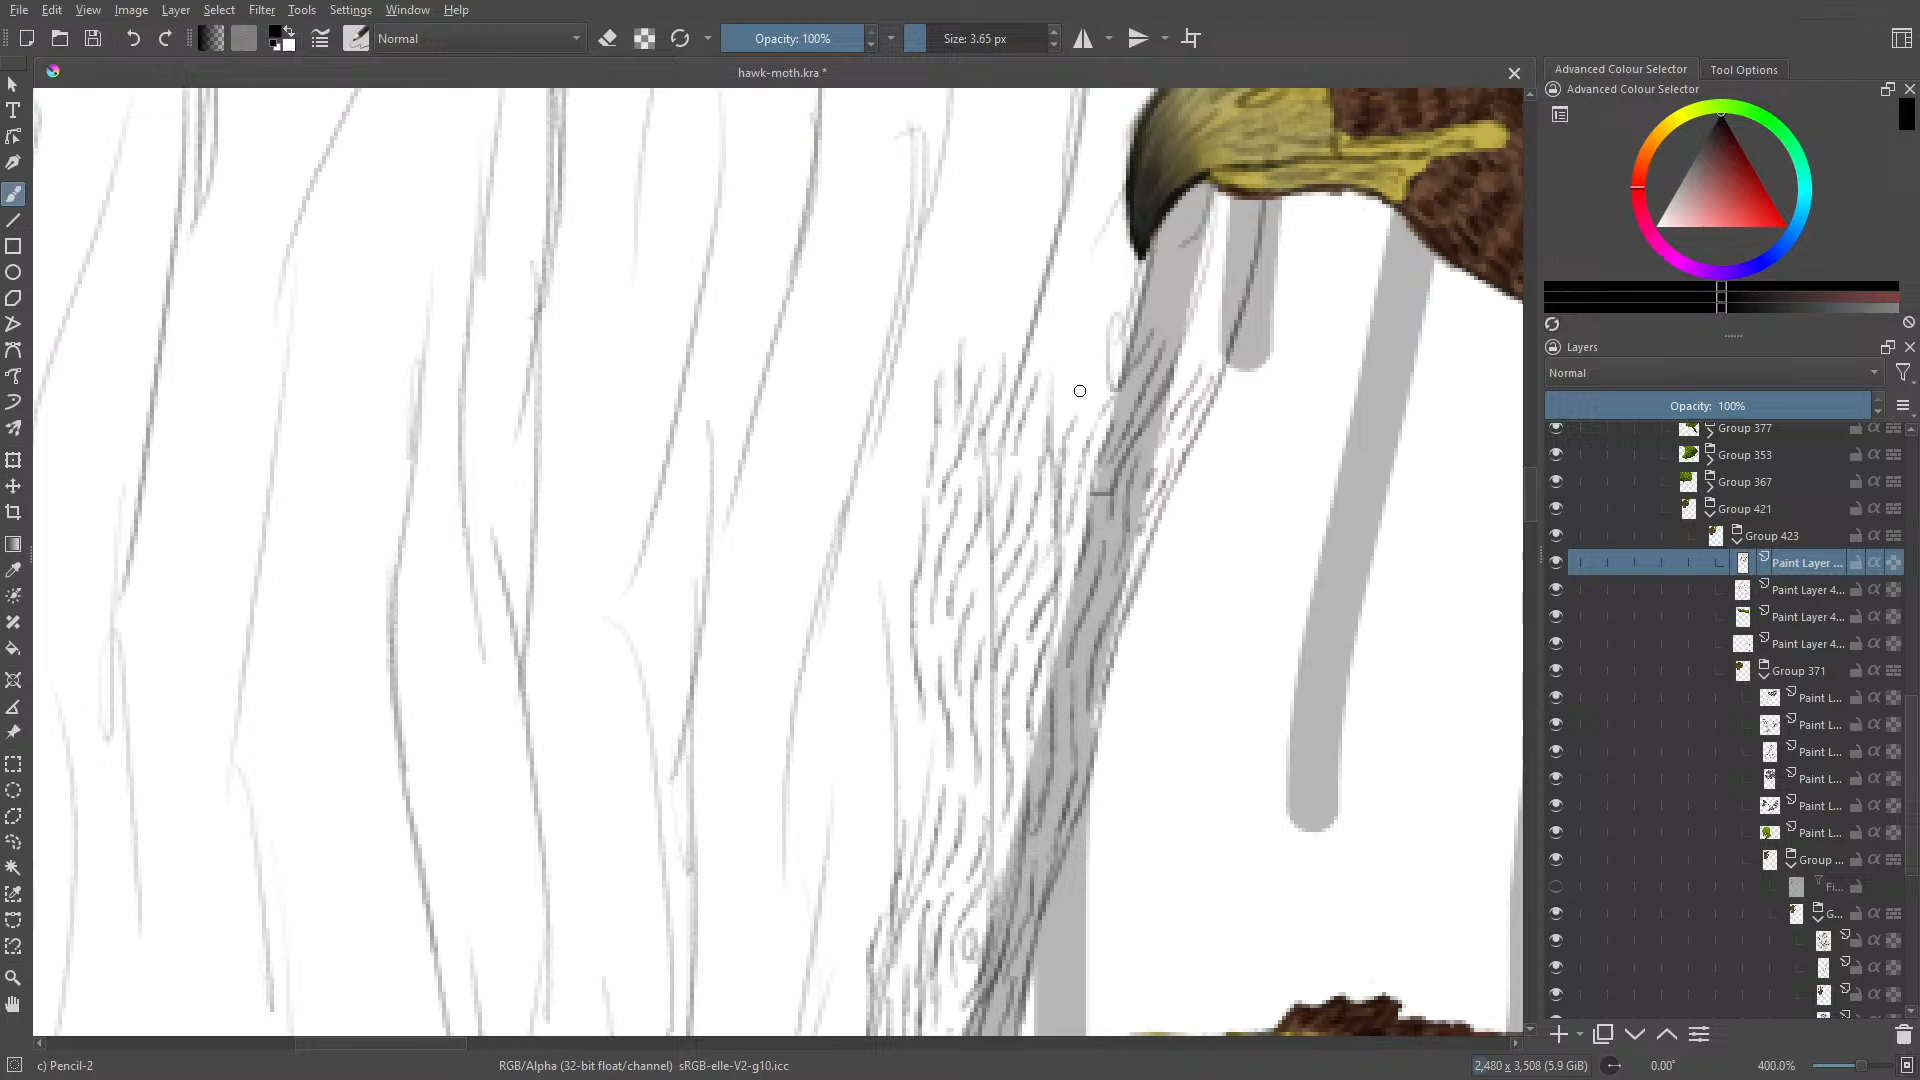 File Edit View Image Layer Select Filter Tools Settings Window Help
Normal Opacity: 100% Size: 3.65 px
hawk-moth.kra *
Advanced Colour Selector Tool Options
Advanced Colour Selector
Layers
Normal
Opacity: 100%
Group 377
Group 353
Group 367
Group 421
Group 423
Paint Layer ...
Paint Layer 4...
Paint Layer 4...
Paint Layer 4...
Group 371
Paint L...
Paint L...
Paint L...
Paint L...
Paint L...
Paint L...
Group ...
Fi...
G...
c) Pencil-2 RGB/Alpha (32-bit float/channel) sRGB-elle-V2-g10.icc 2,480 x 3,508 (5.9 GiB) 0.00° 400.0%